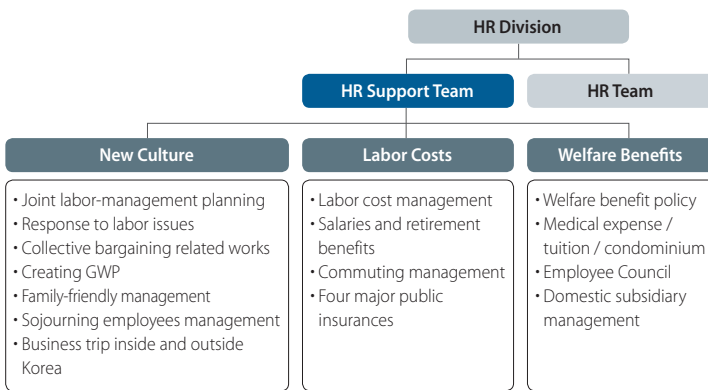 HR Division
HR Support Team
HR Team
New Culture
Labor Costs
Welfare Benefits
• Joint labor-management planning
• Response to labor issues
• Collective bargaining related works
• Creating GWP
• Family-friendly management
• Sojourning employees management
• Business trip inside and outside
Korea
• Labor cost management
• Salaries and retirement
benefits
• Commuting management
• Four major public
insurances
• Welfare benefit policy
• Medical expense /
tuition / condominium
• Employee Council
• Domestic subsidiary
management